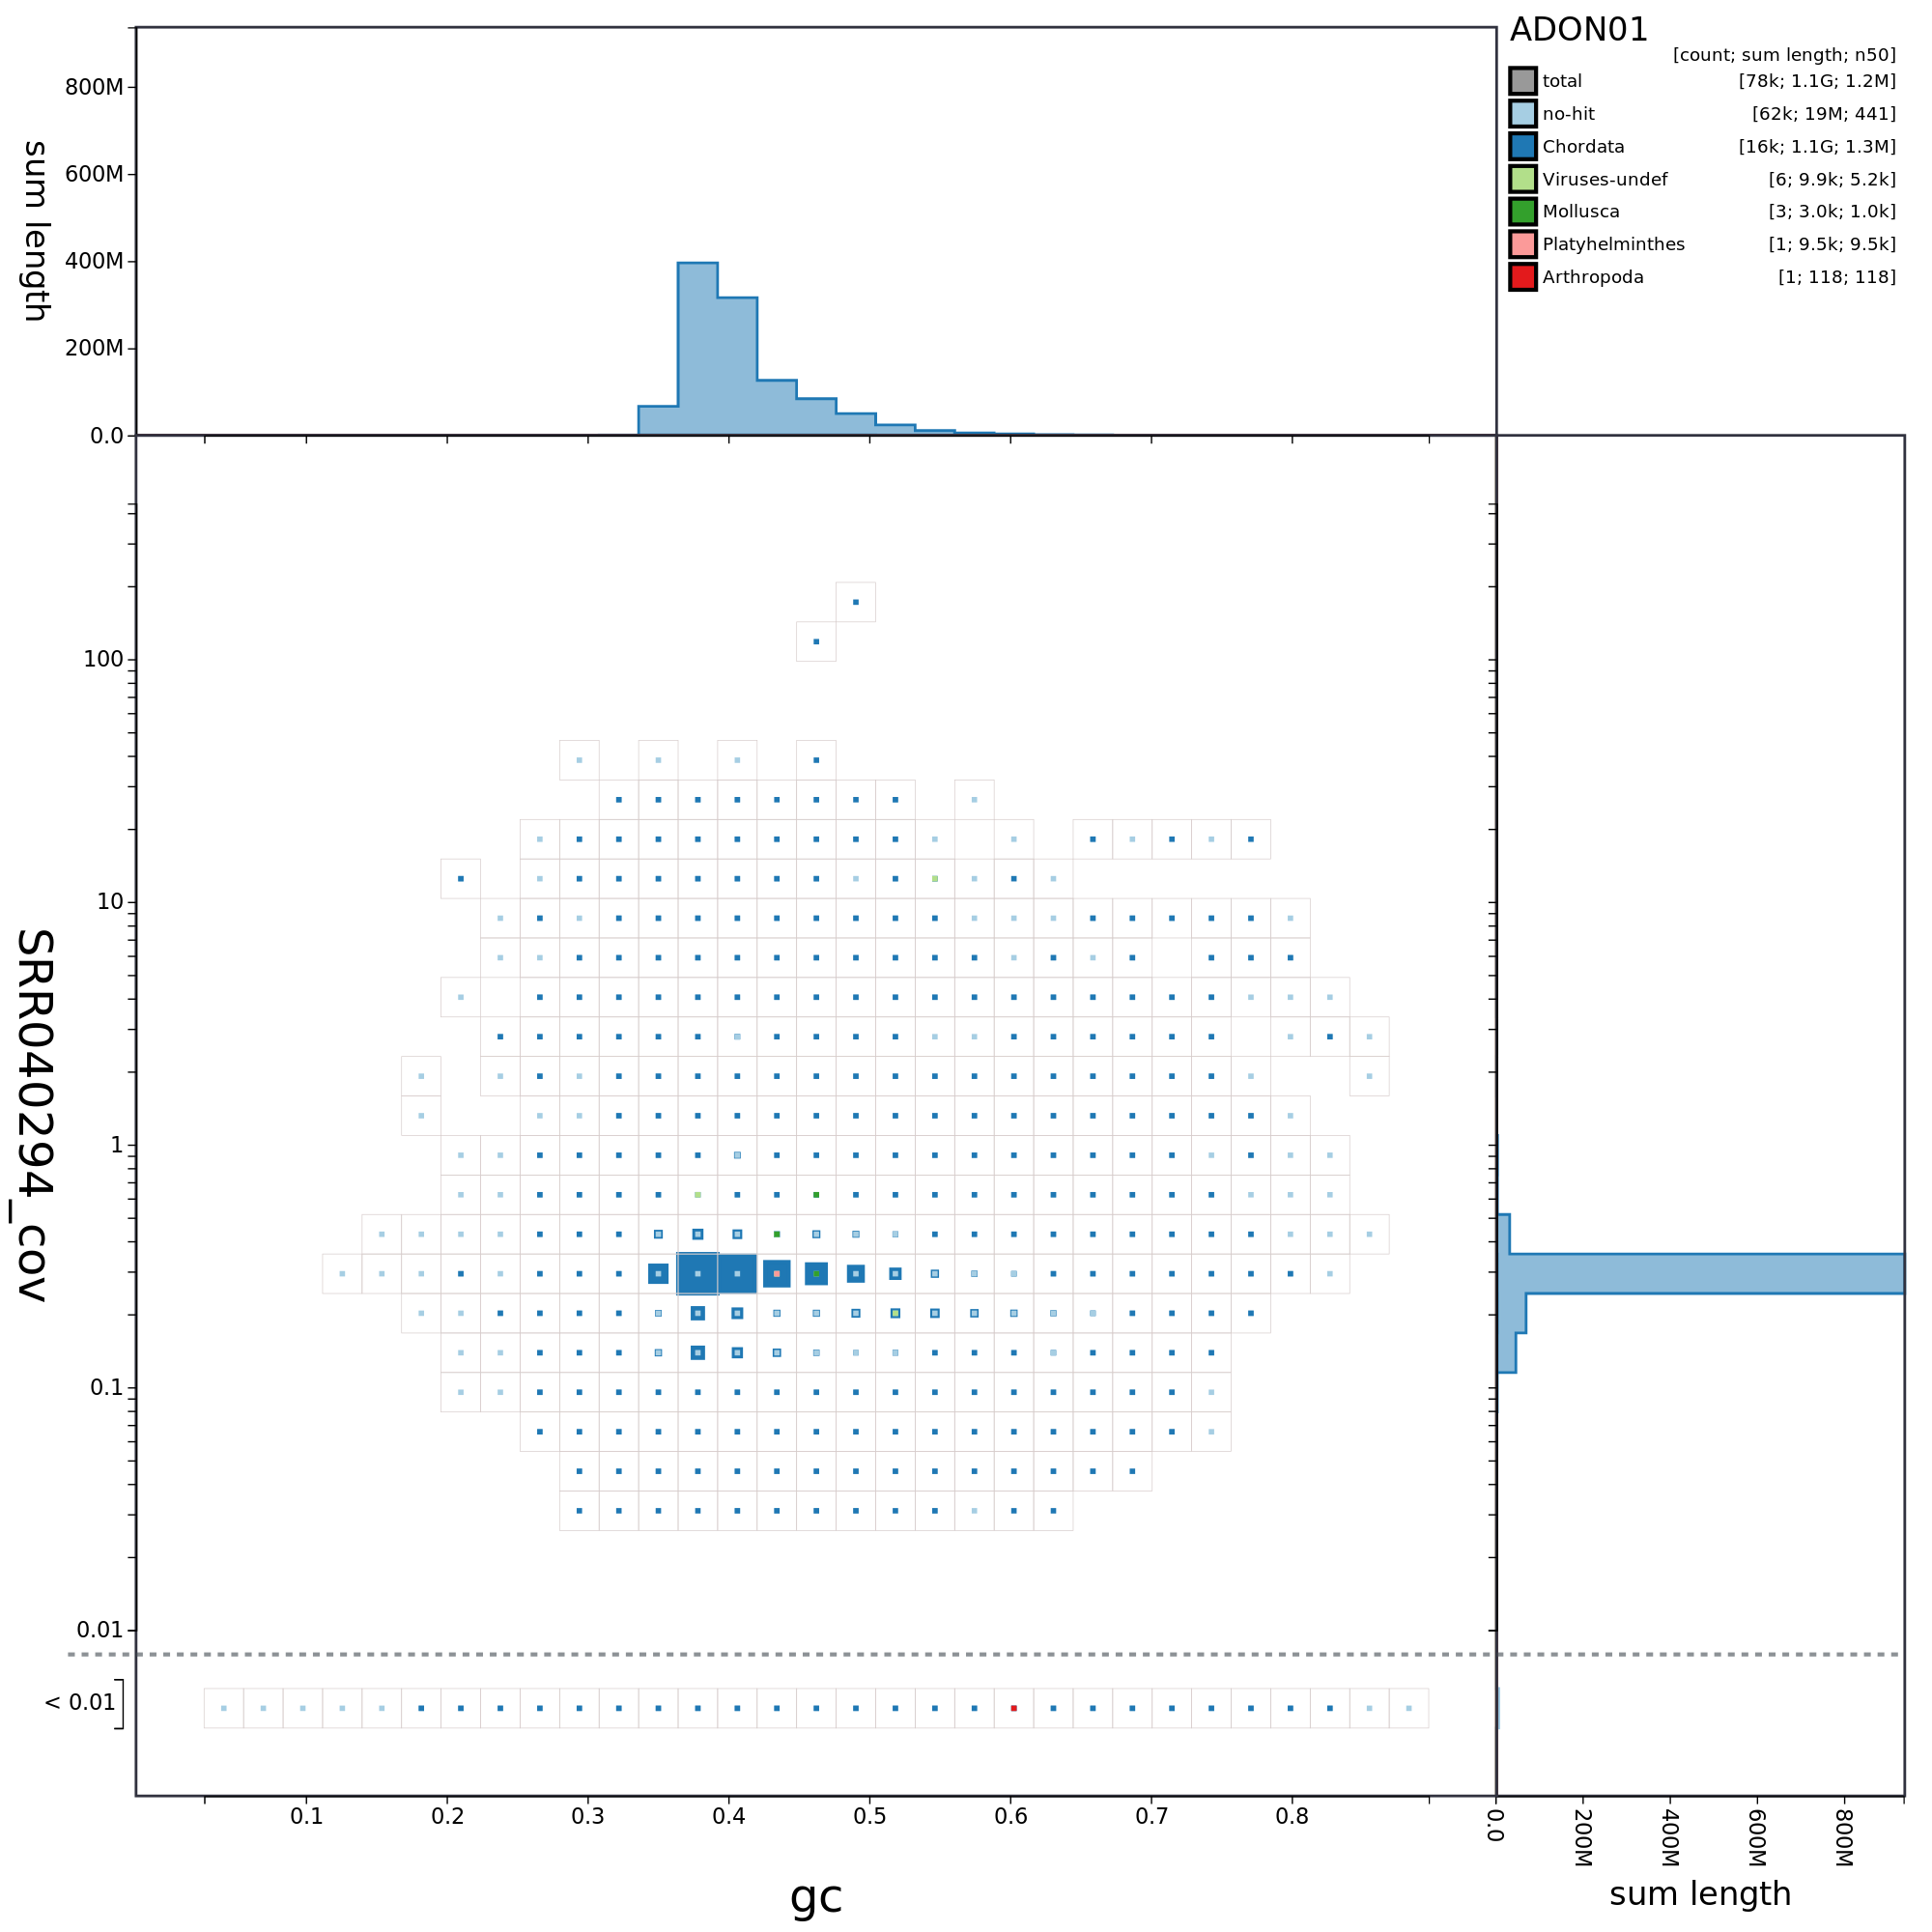 ADON01
[count; sum length; n50]
total [78k; 1.1G; 1.2M]
no-hit [62k; 19M; 441]
Chordata [16k; 1.1G; 1.3M]
Viruses-undef [6; 9.9k; 5.2k]
Mollusca [3; 3.0k; 1.0k]
Platyhelminthes [1; 9.5k; 9.5k]
Arthropoda [1; 118; 118]
sum length
800M
600M
400M
200M
0.0
SRR040294_cov
100
10
1
0.1
0.01
< 0.01
0.1 0.2 0.3 0.4 0.5 0.6 0.7 0.8
gc
0.0 200M 400M 600M 800M
sum length